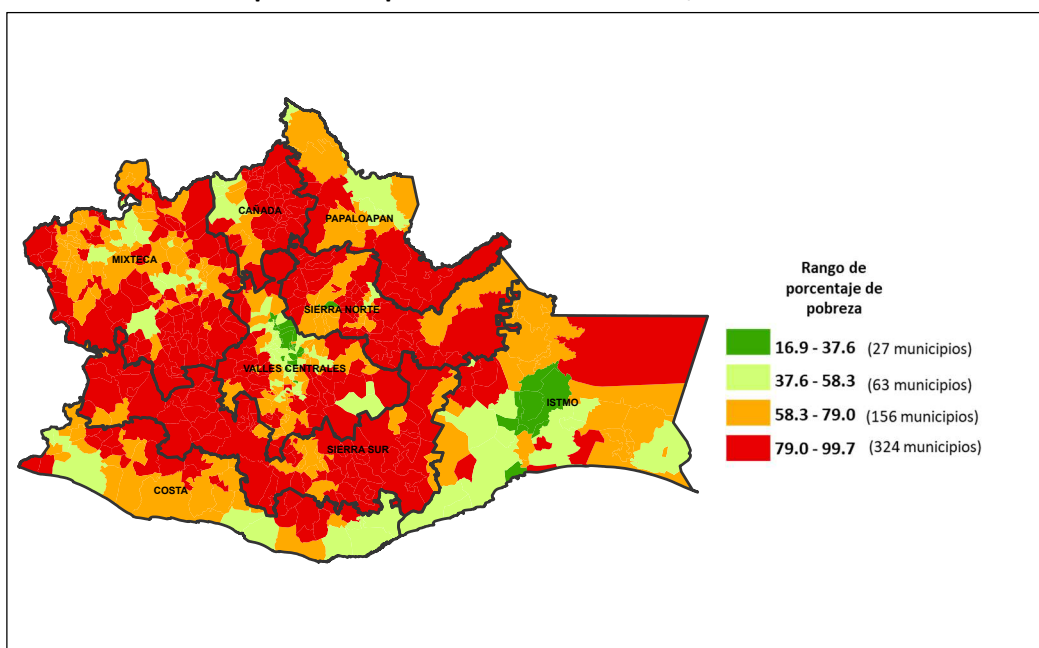 CAÑADA
PAPALOAPAN
MIXTECA
SIERRA NORTE
VALLES CENTRALES
ISTMO
SIERRA SUR
COSTA
Rango de
porcentaje de
pobreza
16.9 - 37.6 (27 municipios)
37.6 - 58.3 (63 municipios)
58.3 - 79.0 (156 municipios)
79.0 - 99.7 (324 municipios)